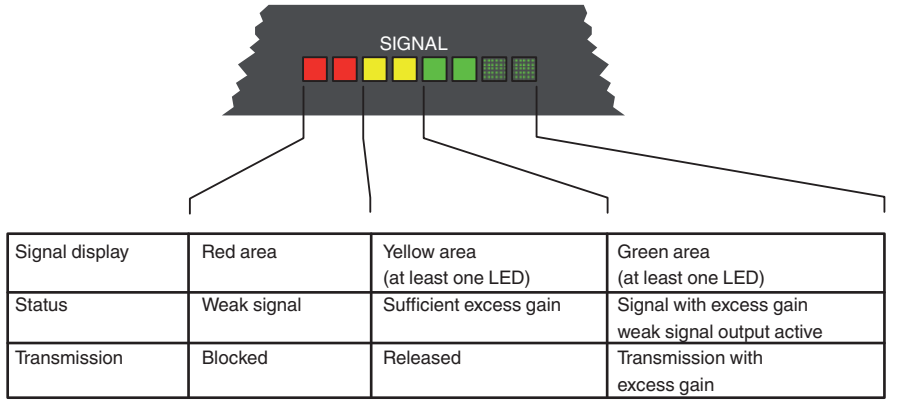 SIGNAL
Signal display
Red area
Yellow area
(at least one LED)
Green area
(at least one LED)
Status
Weak signal
Sufficient excess gain
Signal with excess gain
weak signal output active
Transmission
Blocked
Released
Transmission with
excess gain